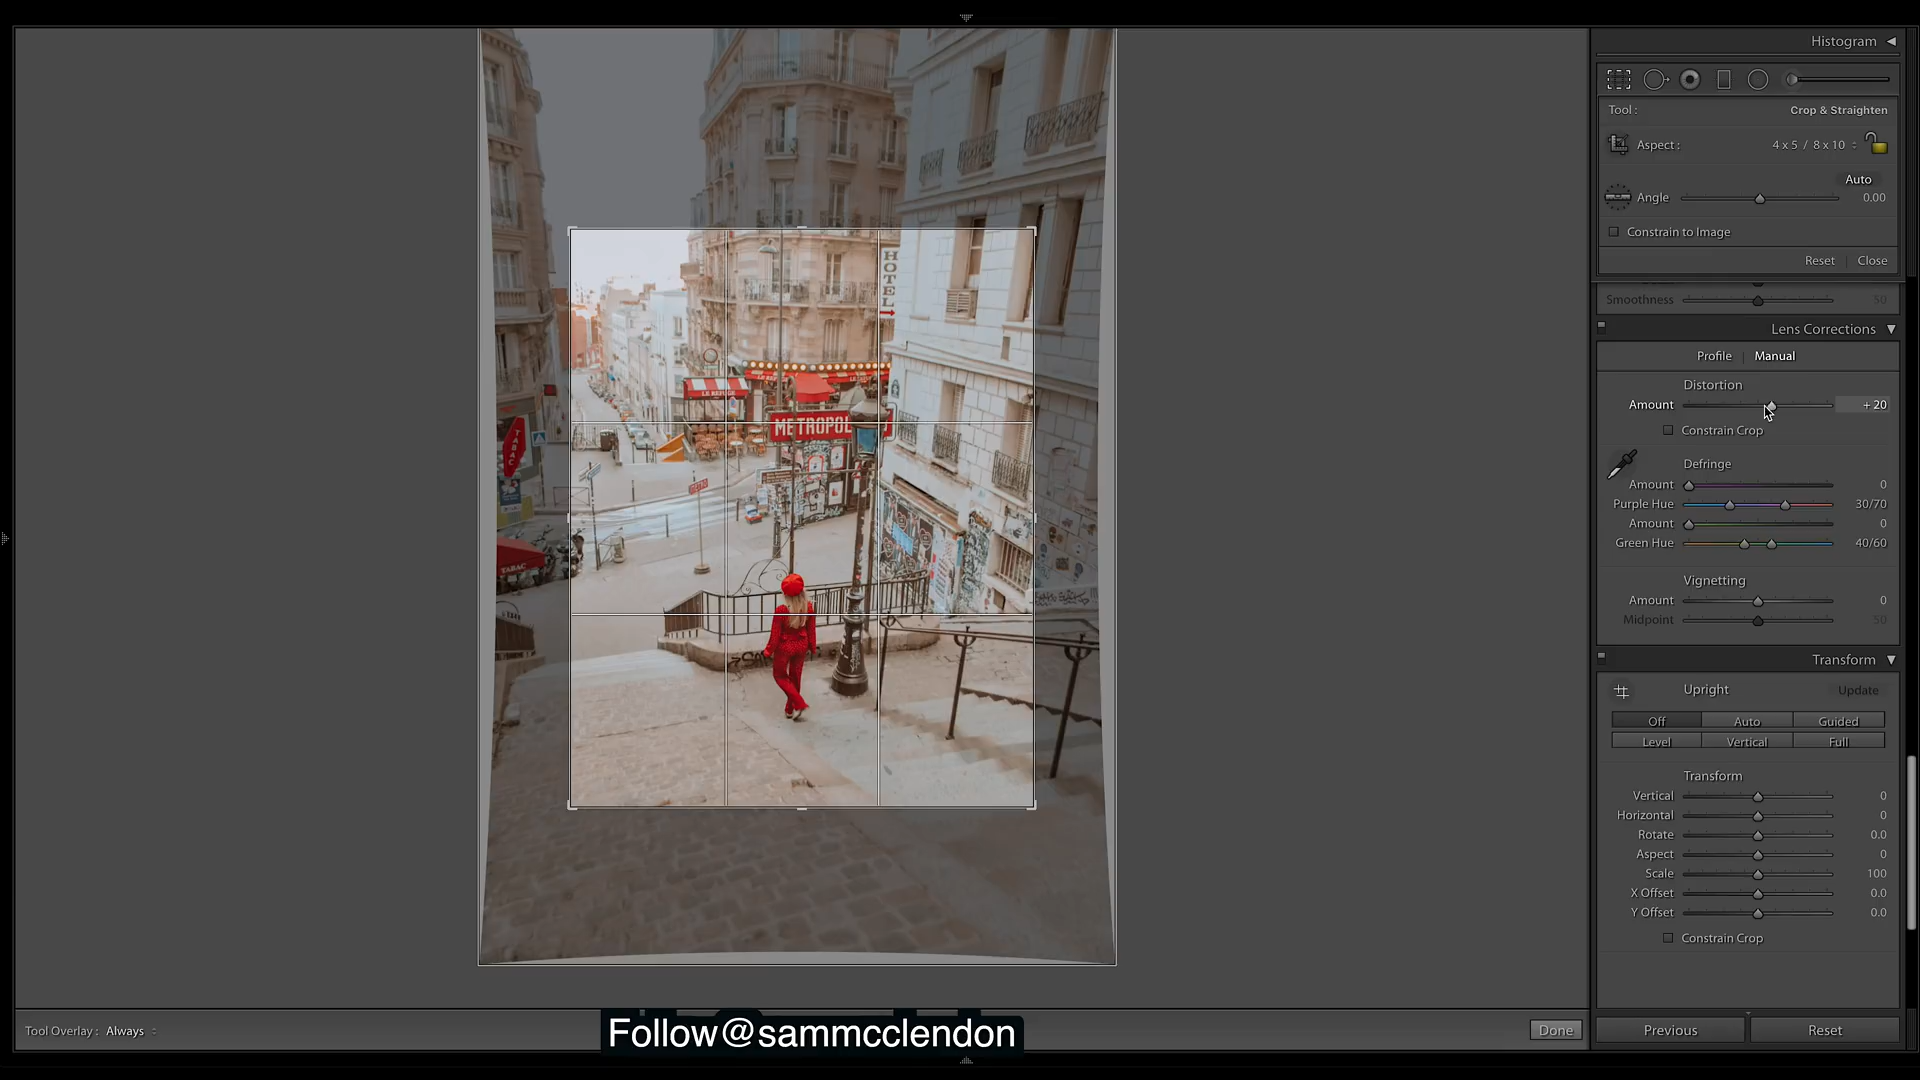 Histogram
Tool :
Crop & Straighten
Aspect :
4 x 5 / 8 x 10
Auto
Angle
0.00
Constrain to Image
Reset
Close
Smoothness
50
Lens Corrections
Profile
Manual
Distortion
Amount
+ 20
Constrain Crop
Defringe
Amount
0
Purple Hue
30/70
Amount
0
Green Hue
40/60
Vignetting
Amount
0
Midpoint
50
Transform
Upright
Update
Off
Auto
Guided
Level
Vertical
Full
Transform
Vertical
0
Horizontal
0
Rotate
0.0
Aspect
0
Scale
100
X Offset
0.0
Y Offset
0.0
Constrain Crop
HOTEL
LE REFUGE
METROPOL
TABAC
TABAC
Tool Overlay :
Always
Follow@sammcclendon
Done
Previous
Reset